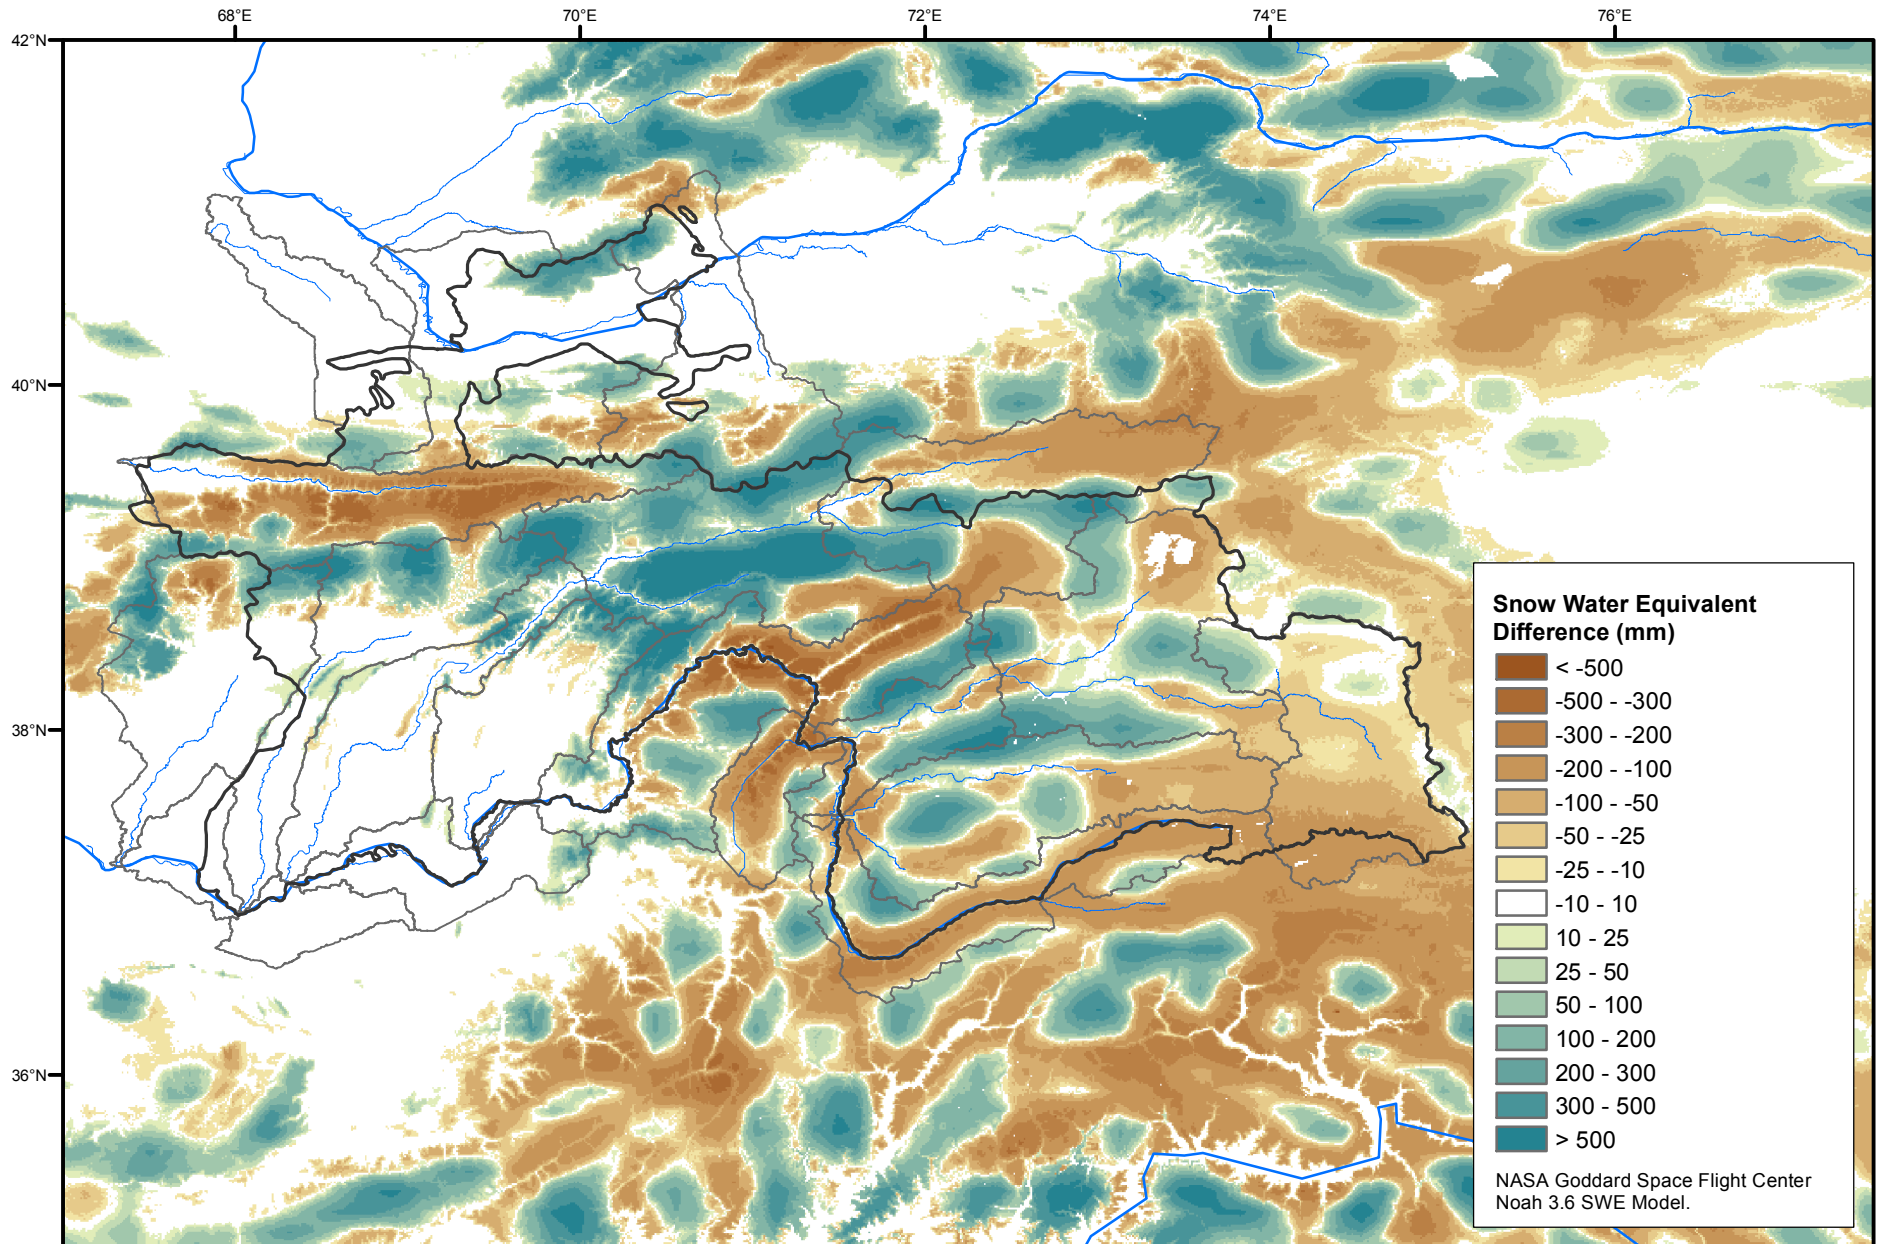 68°E
70°E
72°E
74°E
76°E
42°N
40°N
38°N
36°N
Snow Water Equivalent
Difference (mm)
< -500
-500 - -300
-300 - -200
-200 - -100
-100 - -50
-50 - -25
-25 - -10
-10 - 10
10 - 25
25 - 50
50 - 100
100 - 200
200 - 300
300 - 500
> 500
NASA Goddard Space Flight Center
Noah 3.6 SWE Model.